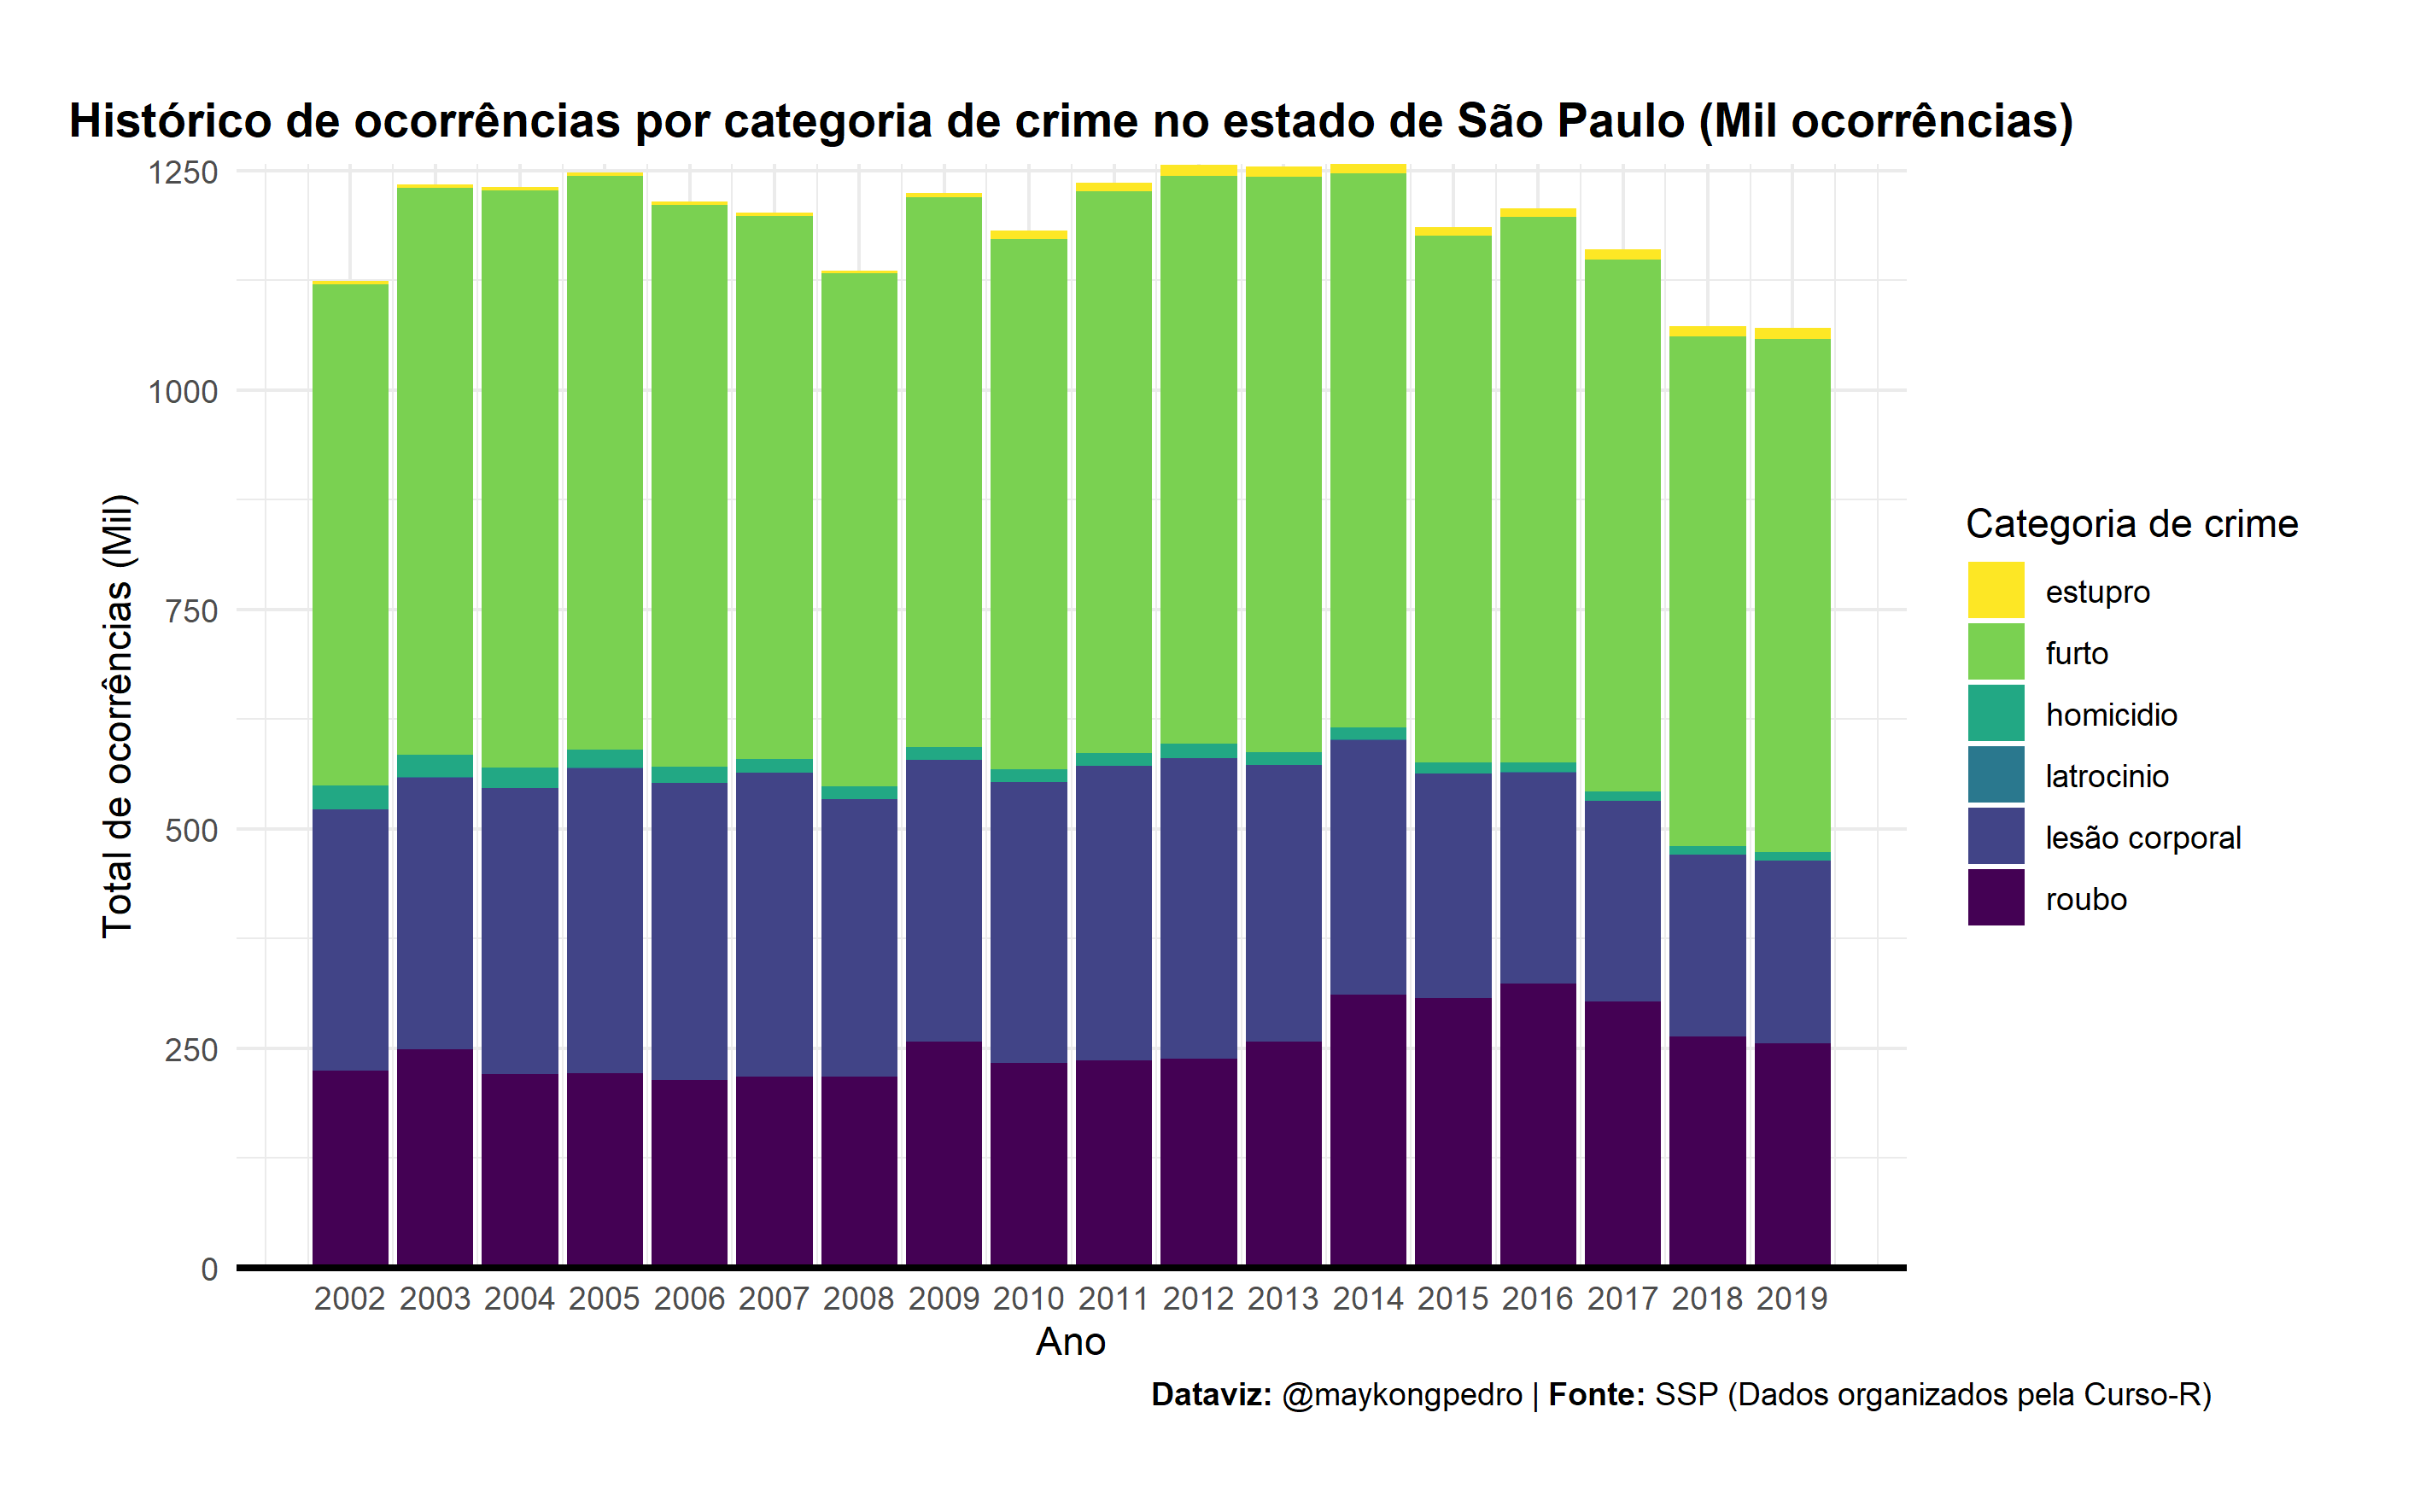 Histórico de ocorrências por categoria de crime no estado de São Paulo (Mil ocorrências)
1250
1000
750
500
250
0
Total de ocorrências (Mil)
2002 2003 2004 2005 2006 2007 2008 2009 2010 2011 2012 2013 2014 2015 2016 2017 2018 2019
Ano
Categoria de crime
estupro
furto
homicidio
latrocinio
lesão corporal
roubo
Dataviz: @maykongpedro | Fonte: SSP (Dados organizados pela Curso-R)